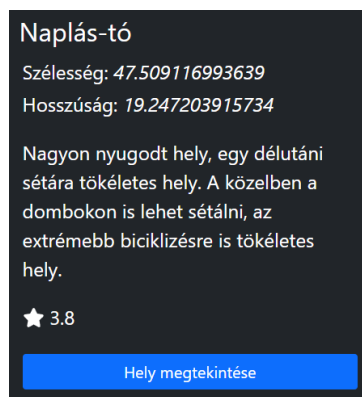 Naplás-tó
Szélesség: 47.509116993639
Hosszúság: 19.247203915734
Nagyon nyugodt hely, egy délutáni
sétára tökéletes hely. A közelben a
dombokon is lehet sétálni, az
extrémebb biciklizésre is tökéletes
hely.
3.8
Hely megtekintése